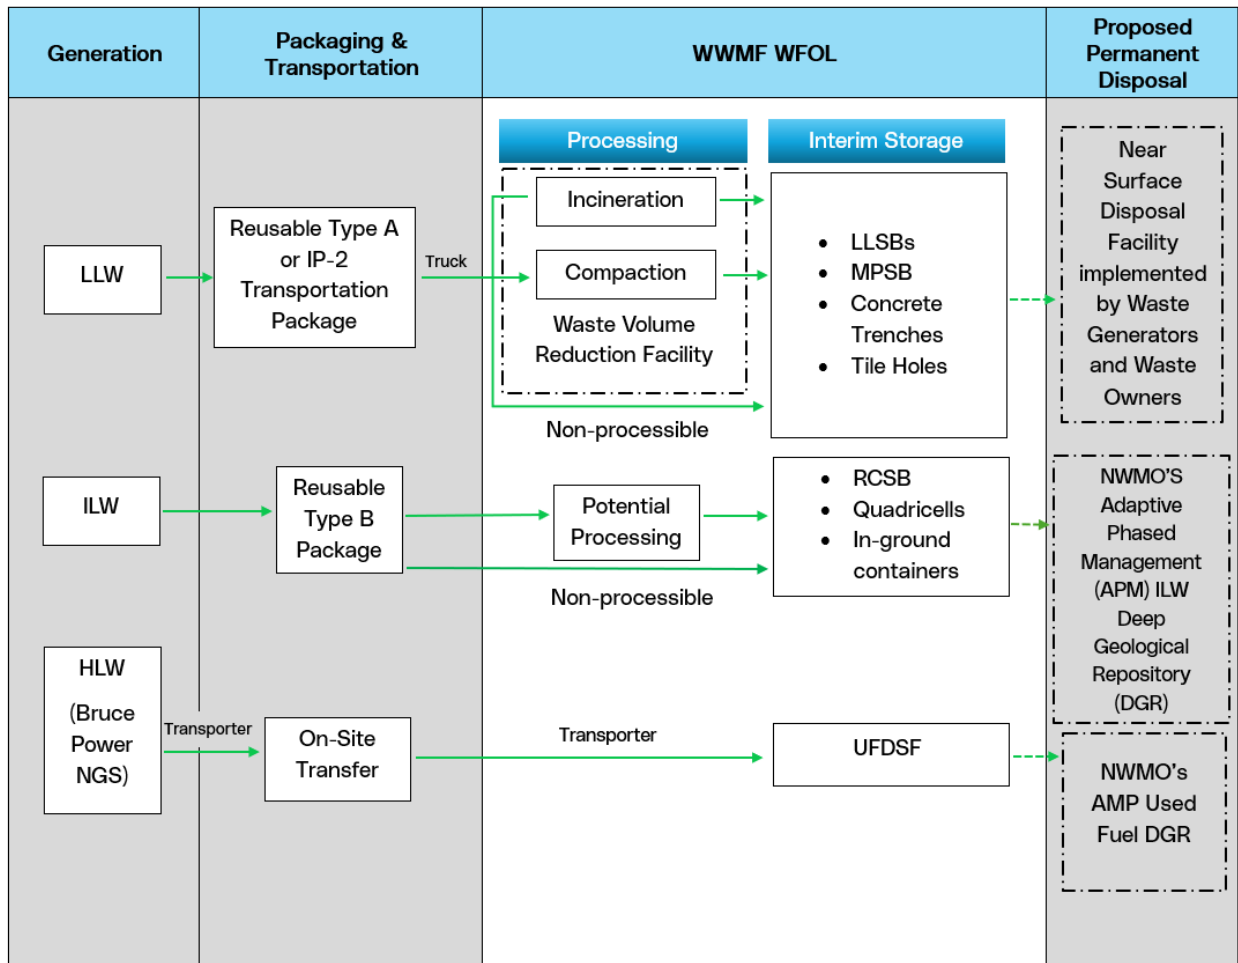 Generation
Packaging &
Transportation
WWMF WFOL
Proposed
Permanent
Disposal
Processing
Interim Storage
LLW
Reusable Type A
or IP-2
Transportation
Package
Truck
Incineration
Compaction
Waste Volume
Reduction Facility
Non-processible
• LLSBs
• MPSB
• Concrete
Trenches
• Tile Holes
Near
Surface
Disposal
Facility
implemented
by Waste
Generators
and Waste
Owners
ILW
Reusable
Type B
Package
Potential
Processing
Non-processible
• RCSB
• Quadricells
• In-ground
containers
NWMO'S
Adaptive
Phased
Management
(APM) ILW
Deep
Geological
Repository
(DGR)
HLW
(Bruce
Power
NGS)
Transporter
On-Site
Transfer
Transporter
UFDSF
NWMO's
AMP Used
Fuel DGR